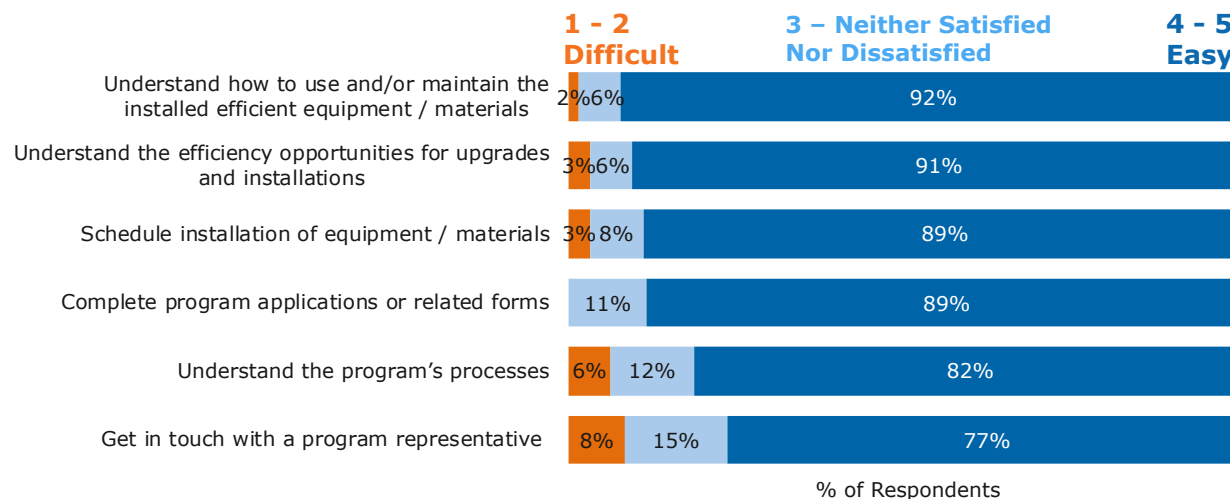 1 - 2
Difficult
3 – Neither Satisfied
Nor Dissatisfied
4 - 5
Easy
Understand how to use and/or maintain the
installed efficient equipment / materials
2% 6% 92%
Understand the efficiency opportunities for upgrades
and installations
3% 6% 91%
Schedule installation of equipment / materials
3% 8% 89%
Complete program applications or related forms
11% 89%
Understand the program’s processes
6% 12% 82%
Get in touch with a program representative
8% 15% 77%
% of Respondents